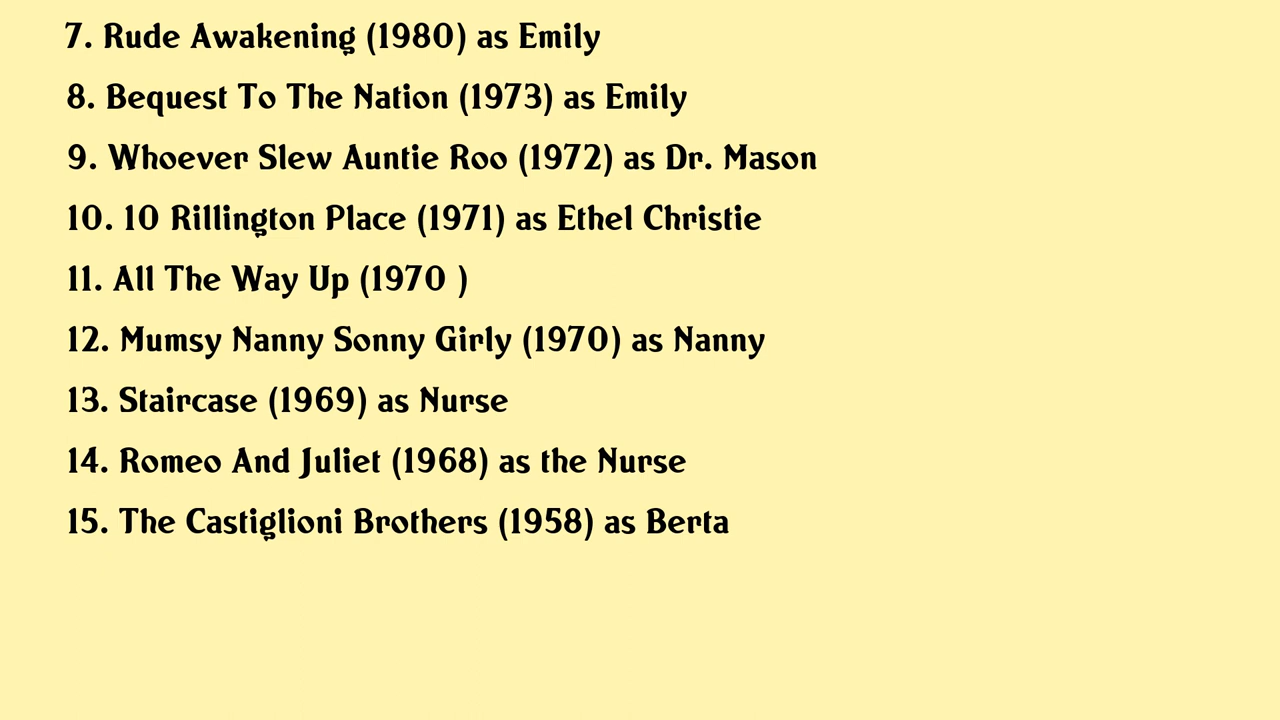 7. Rude Awakening (1980) as Emily
8. Bequest To The Nation (1973) as Emily
9. Whoever Slew Auntie Roo (1972) as Dr. Mason
10. 10 Rillington Place (1971) as Ethel Christie
11. All The Way Up (1970 )
12. Mumsy Nanny Sonny Girly (1970) as Nanny
13. Staircase (1969) as Nurse
14. Romeo And Juliet (1968) as the Nurse
15. The Castiglioni Brothers (1958) as Berta